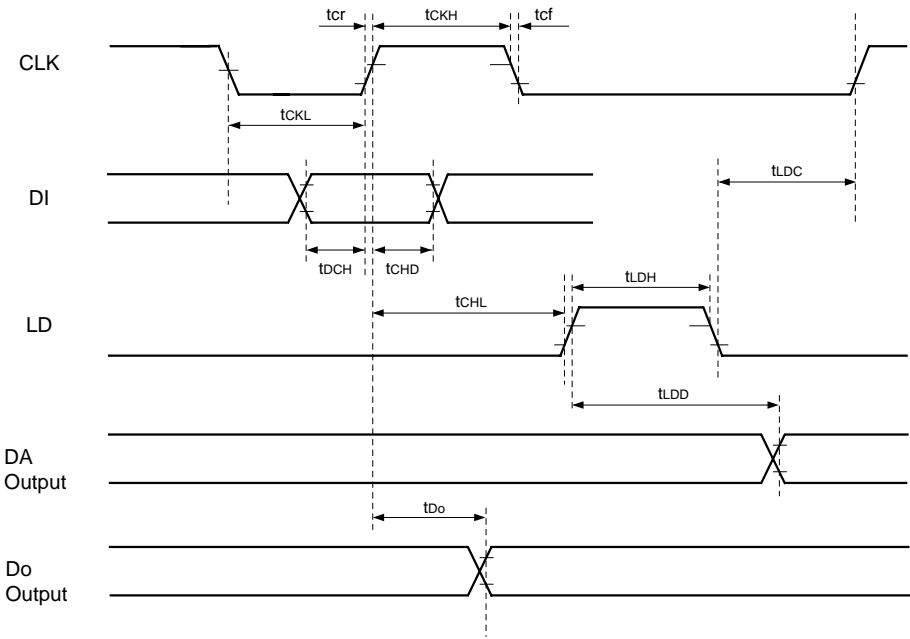 tcr
tCKH
tcf
CLK
tCKL
tLDC
DI
tDCH
tCHD
tLDH
tCHL
LD
tLDD
DA
Output
tDo
Do
Output